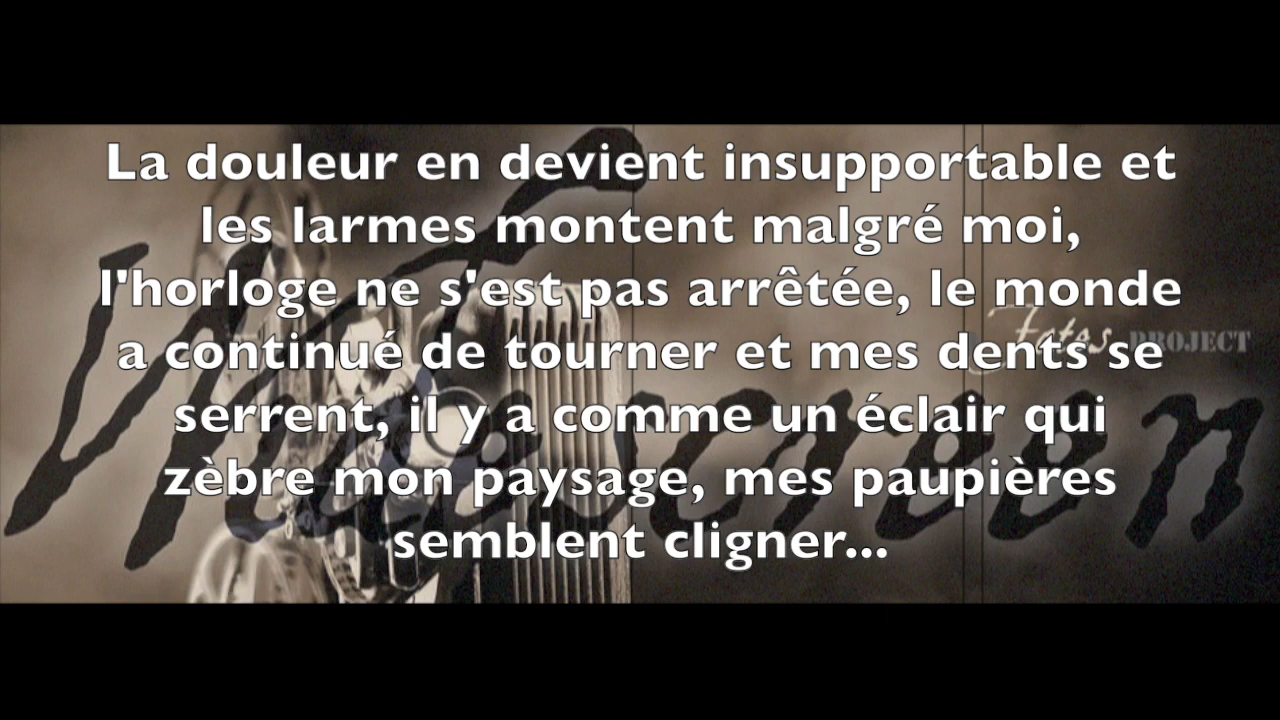 La douleur en devient insupportable et
les larmes montent malgré moi,
l'horloge ne s'est pas arrêtée, le monde
a continué de tourner et mes dents se
serrent, il y a comme un éclair qui
zèbre mon paysage, mes paupières
semblent cligner...
PROJECT